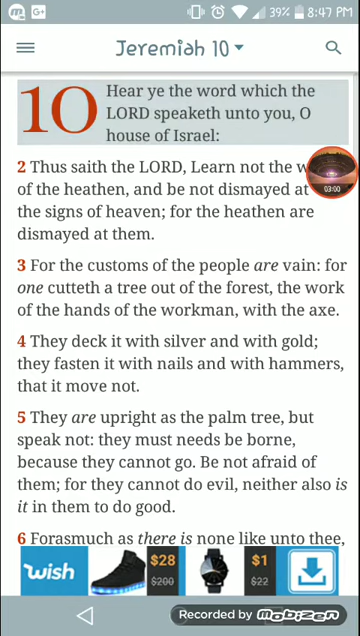 39% 8:47 PM
Jeremiah 10
10 Hear ye the word which the
LORD speaketh unto you, O
house of Israel:
2 Thus saith the LORD, Learn not the w
of the heathen, and be not dismayed at
the signs of heaven; for the heathen are
dismayed at them.
03:00
3 For the customs of the people are vain: for
one cutteth a tree out of the forest, the work
of the hands of the workman, with the axe.
4 They deck it with silver and with gold;
they fasten it with nails and with hammers,
that it move not.
5 They are upright as the palm tree, but
speak not: they must needs be borne,
because they cannot go. Be not afraid of
them; for they cannot do evil, neither also is
it in them to do good.
6 Forasmuch as there is none like unto thee,
wish $28 $200 $1 $22
Recorded by mobizen